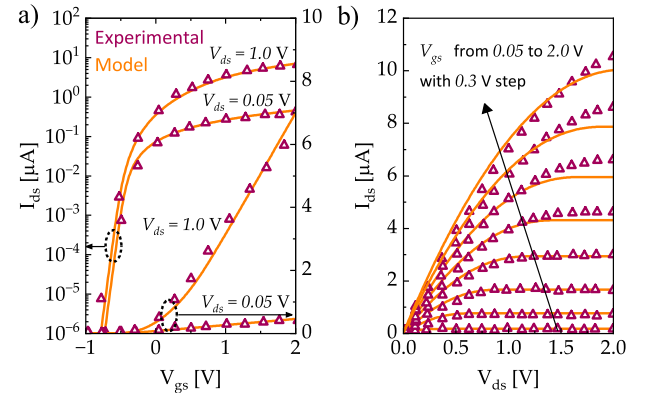 a)
Experimental
Model
V_ds = 1.0 V
V_ds = 0.05 V
V_ds = 1.0 V
V_ds = 0.05 V
10^2
10^1
10^0
10^-1
10^-2
10^-3
10^-4
10^-5
10^-6
I_ds [µA]
10
8
6
4
2
0
−1 0 1 2
V_gs [V]
b)
V_gs from 0.05 to 2.0 V
with 0.3 V step
12
10
8
6
4
2
0
I_ds [µA]
0.0 0.5 1.0 1.5 2.0
V_ds [V]